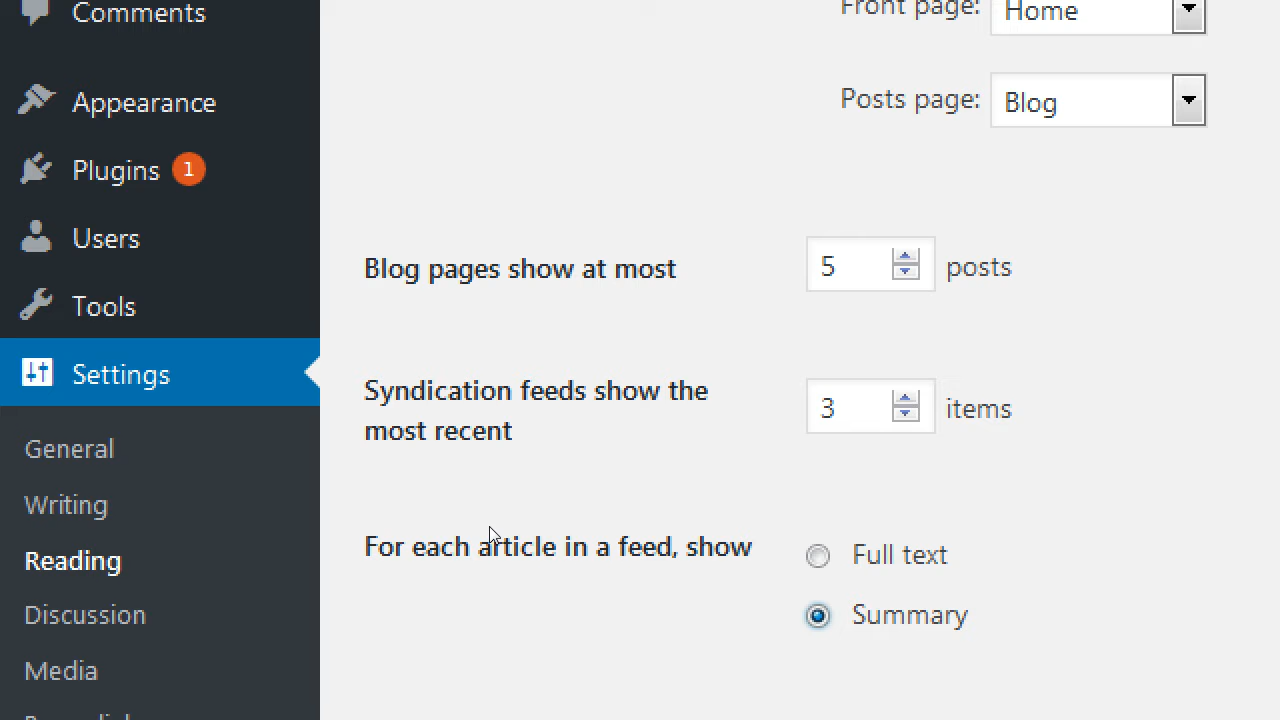 Comments
Appearance
Plugins 1
Users
Tools
Settings
General
Writing
Reading
Discussion
Media
Front page: Home
Posts page: Blog
Blog pages show at most 5 posts
Syndication feeds show the
most recent 3 items
For each article in a feed, show
Full text
Summary